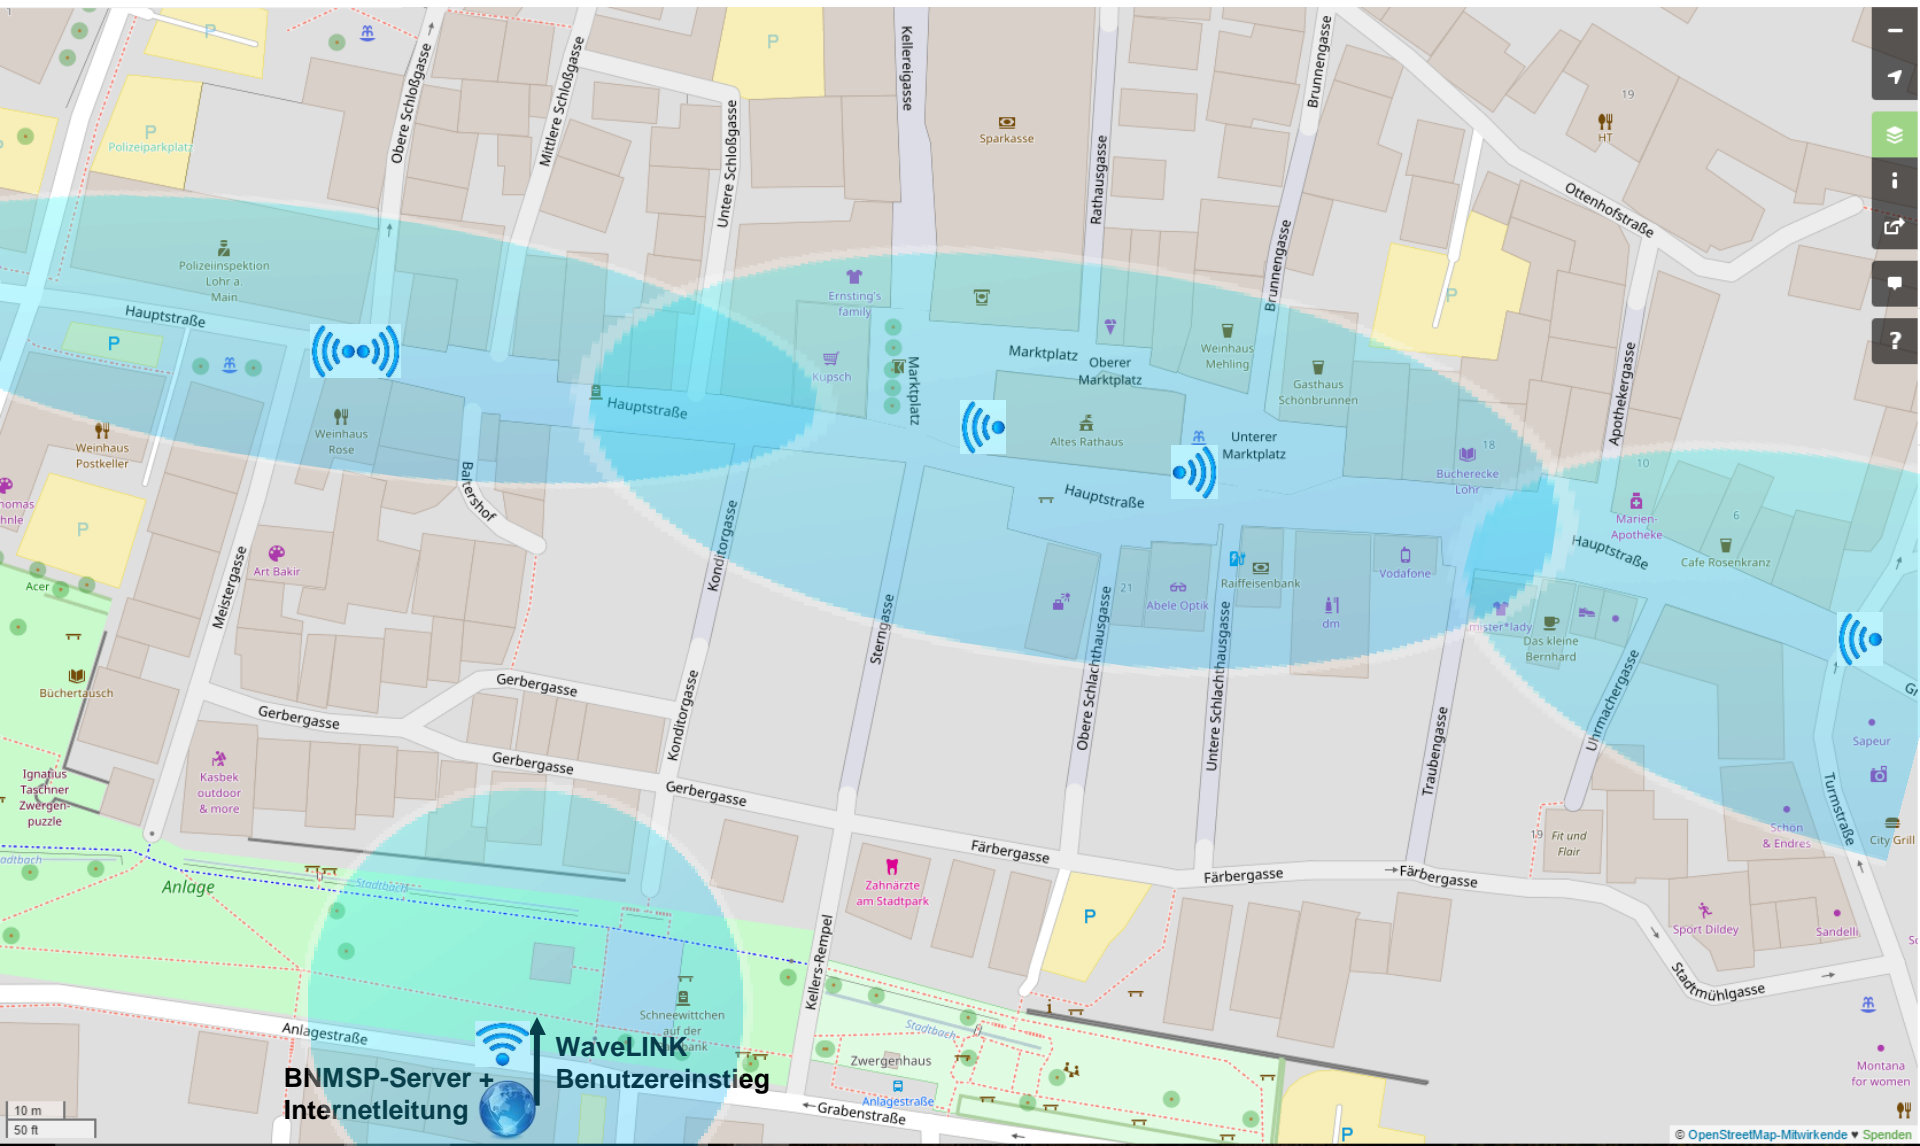 P
P
Polizeiparkplatz
Obere Schloßgasse
Mittlere Schloßgasse
Untere Schloßgasse
P
Kellereigasse
Sparkasse
Rathausgasse
Brunnengasse
19
HT
Ottenhofstraße
Polizeiinspektion
Lohr a.
Main
Hauptstraße
P
Weinhaus
Rose
Weinhaus
Postkeller
Baltershof
Hauptstraße
Ernsting's
family
Kupsch
Marktplatz
Marktplatz
Oberer
Marktplatz
Weinhaus
Mehling
Brunnengasse
Gasthaus
Schönbrunnen
P
Apothekergasse
Altes Rathaus
Unterer
Marktplatz
Hauptstraße
18
Bücherecke
Lohr
10
Marien-
Apotheke
6
Cafe Rosenkranz
Hauptstraße
P
Acer
Art Bakir
Meistergasse
Konditorgasse
Sterngasse
21
Abele Optik
Raiffeisenbank
dm
Vodafone
mister*lady
Das kleine
Bernhard
Büchertausch
Gerbergasse
Gerbergasse
Gerbergasse
Gerbergasse
Konditorgasse
Obere Schlachthausgasse
Untere Schlachthausgasse
Traubengasse
Uhrmachergasse
Sapeur
Turmstraße
Schön
& Endres
City Grill
Ignatius
Taschner
Zwergen-
puzzle
Kasbek
outdoor
& more
Färbergasse
Färbergasse
Färbergasse
19
Fit und
Flair
Zahnärzte
am Stadtpark
P
Sport Dildey
Sandelli
Stadtmühlgasse
Anlage
Stadtbach
Kellers-Rempel
Schneewittchen
auf der
Anlagestraße
Stadtbach
Zwergenhaus
Anlagestraße
Grabenstraße
P
Montana
for women
WaveLINK
Benutzereinstieg
BNMSP-Server +
Internetleitung
10 m
50 ft
© OpenStreetMap-Mitwirkende ♥ Spenden